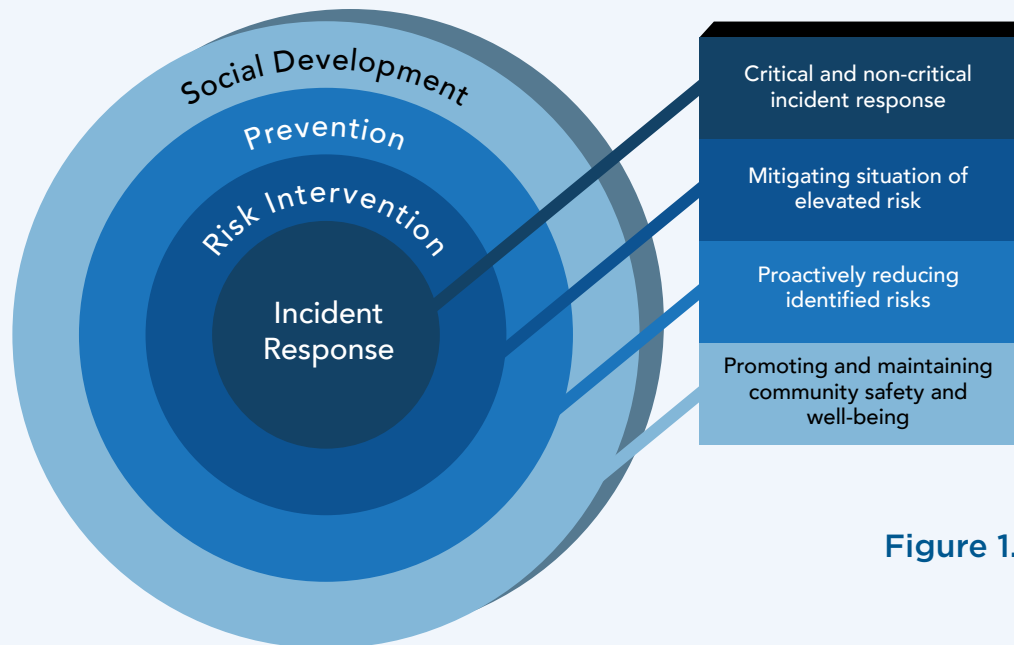 Social Development
Prevention
Risk Intervention
Incident
Response
Critical and non-critical
incident response
Mitigating situation of
elevated risk
Proactively reducing
identified risks
Promoting and maintaining
community safety and
well-being
Figure 1.